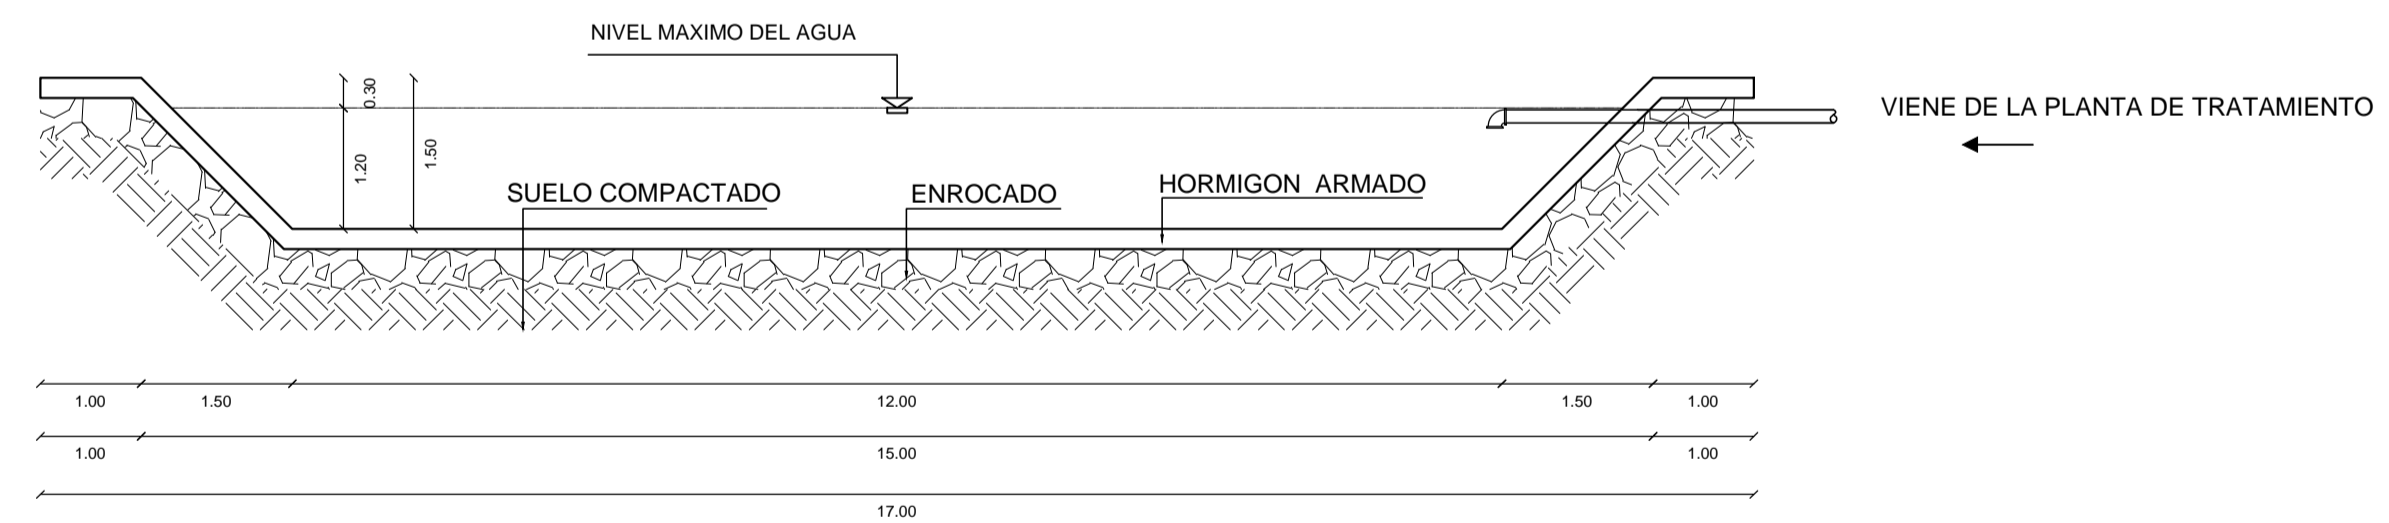 NIVEL MAXIMO DEL AGUA
0.30
1.20
1.50
VIENE DE LA PLANTA DE TRATAMIENTO
SUELO COMPACTADO
ENROCADO
HORMIGON ARMADO
1.00
1.50
12.00
1.50
1.00
1.00
15.00
1.00
17.00